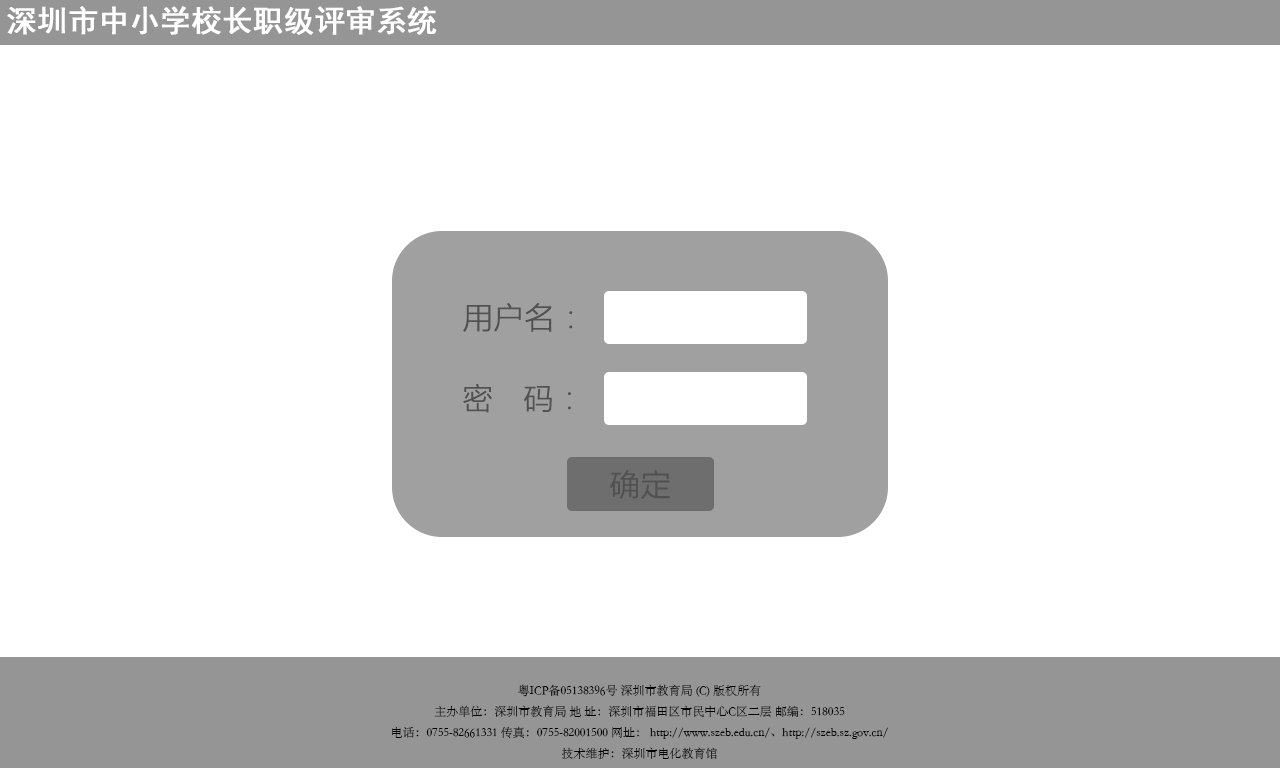 深圳市中小学校长职级评审系统
用户名：
密 码：
确定
粤ICP备05138396号 深圳市教育局 (C) 版权所有
主办单位：深圳市教育局 地 址：深圳市福田区市民中心C区二层 邮编：518035
电话：0755-82661331 传真：0755-82001500 网址： http://www.szeb.edu.cn/、http://szeb.sz.gov.cn/
技术维护：深圳市电化教育馆